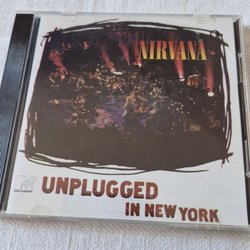 NIRVANA
UNPLUGGED
IN NEW YORK